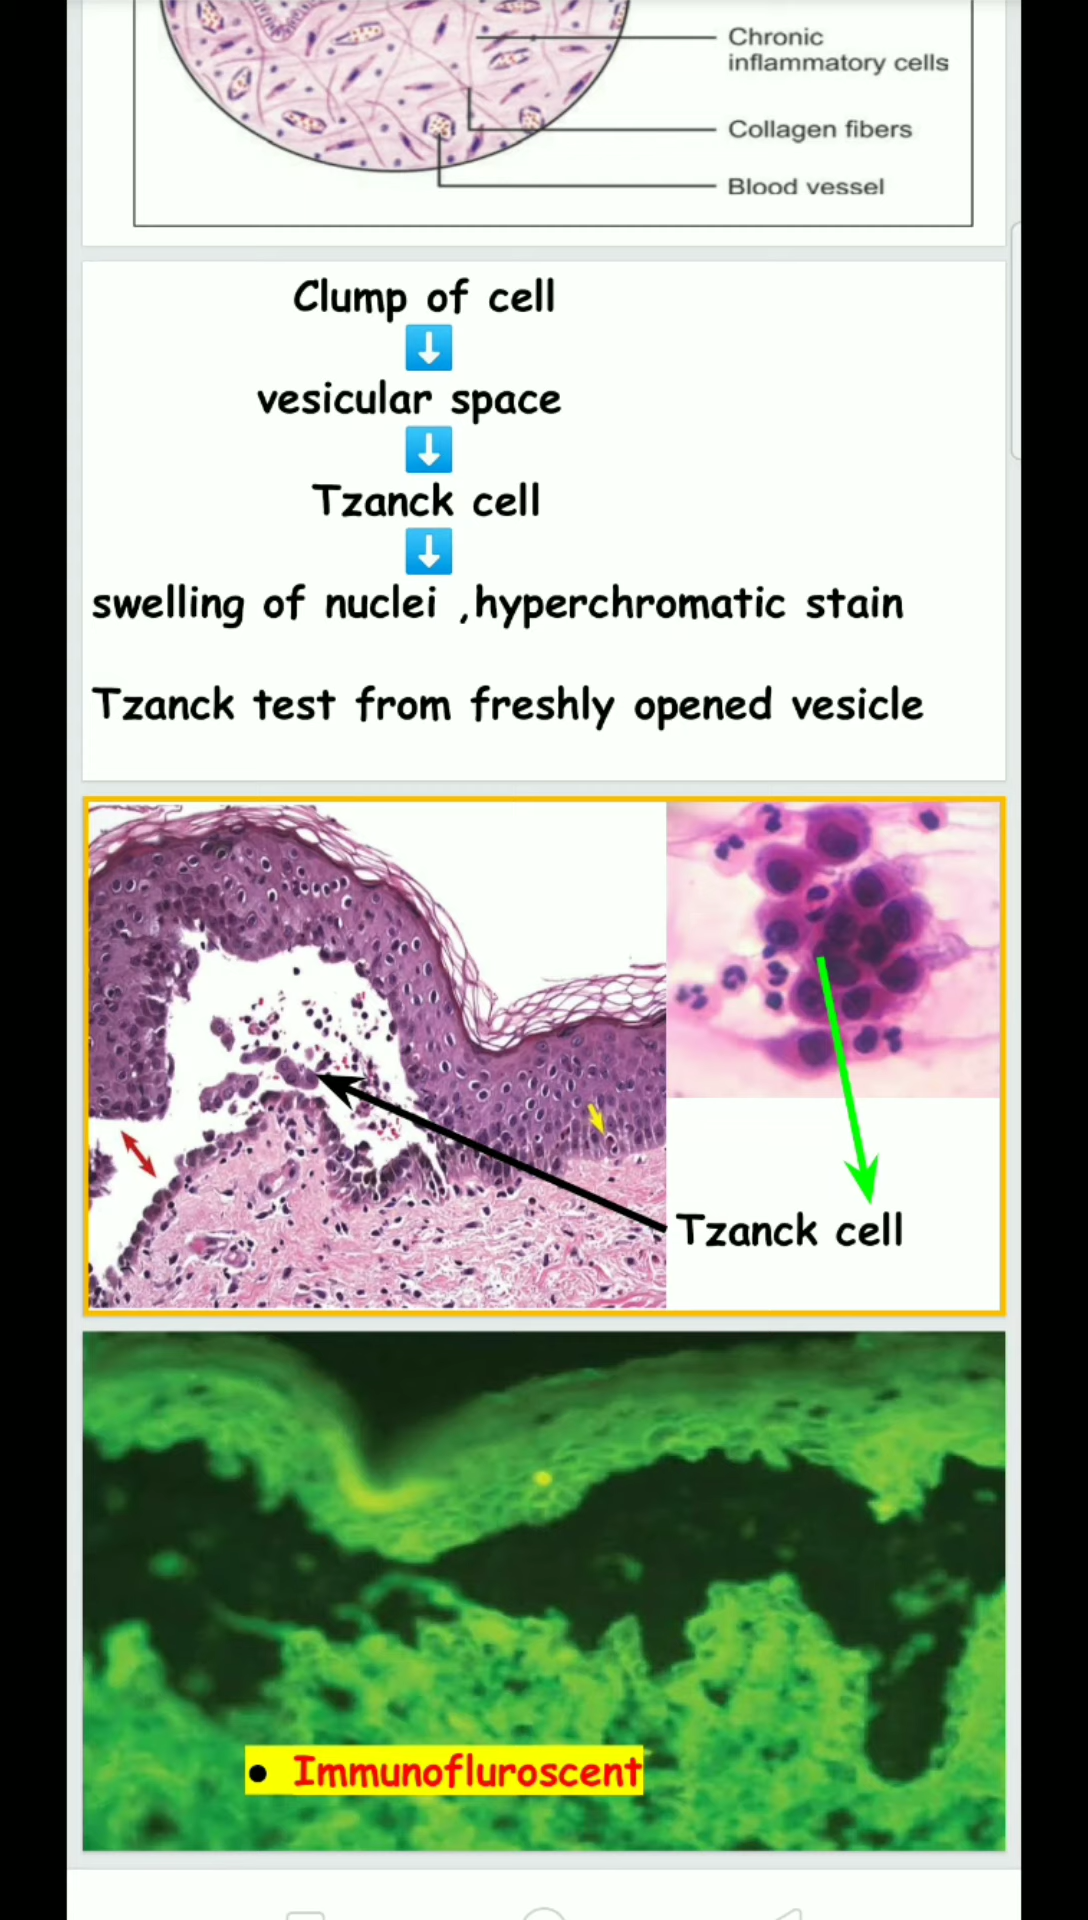 Chronic
inflammatory cells
Collagen fibers
Blood vessel
Clump of cell
vesicular space
Tzanck cell
swelling of nuclei ,hyperchromatic stain
Tzanck test from freshly opened vesicle
Tzanck cell
• Immunofluroscent